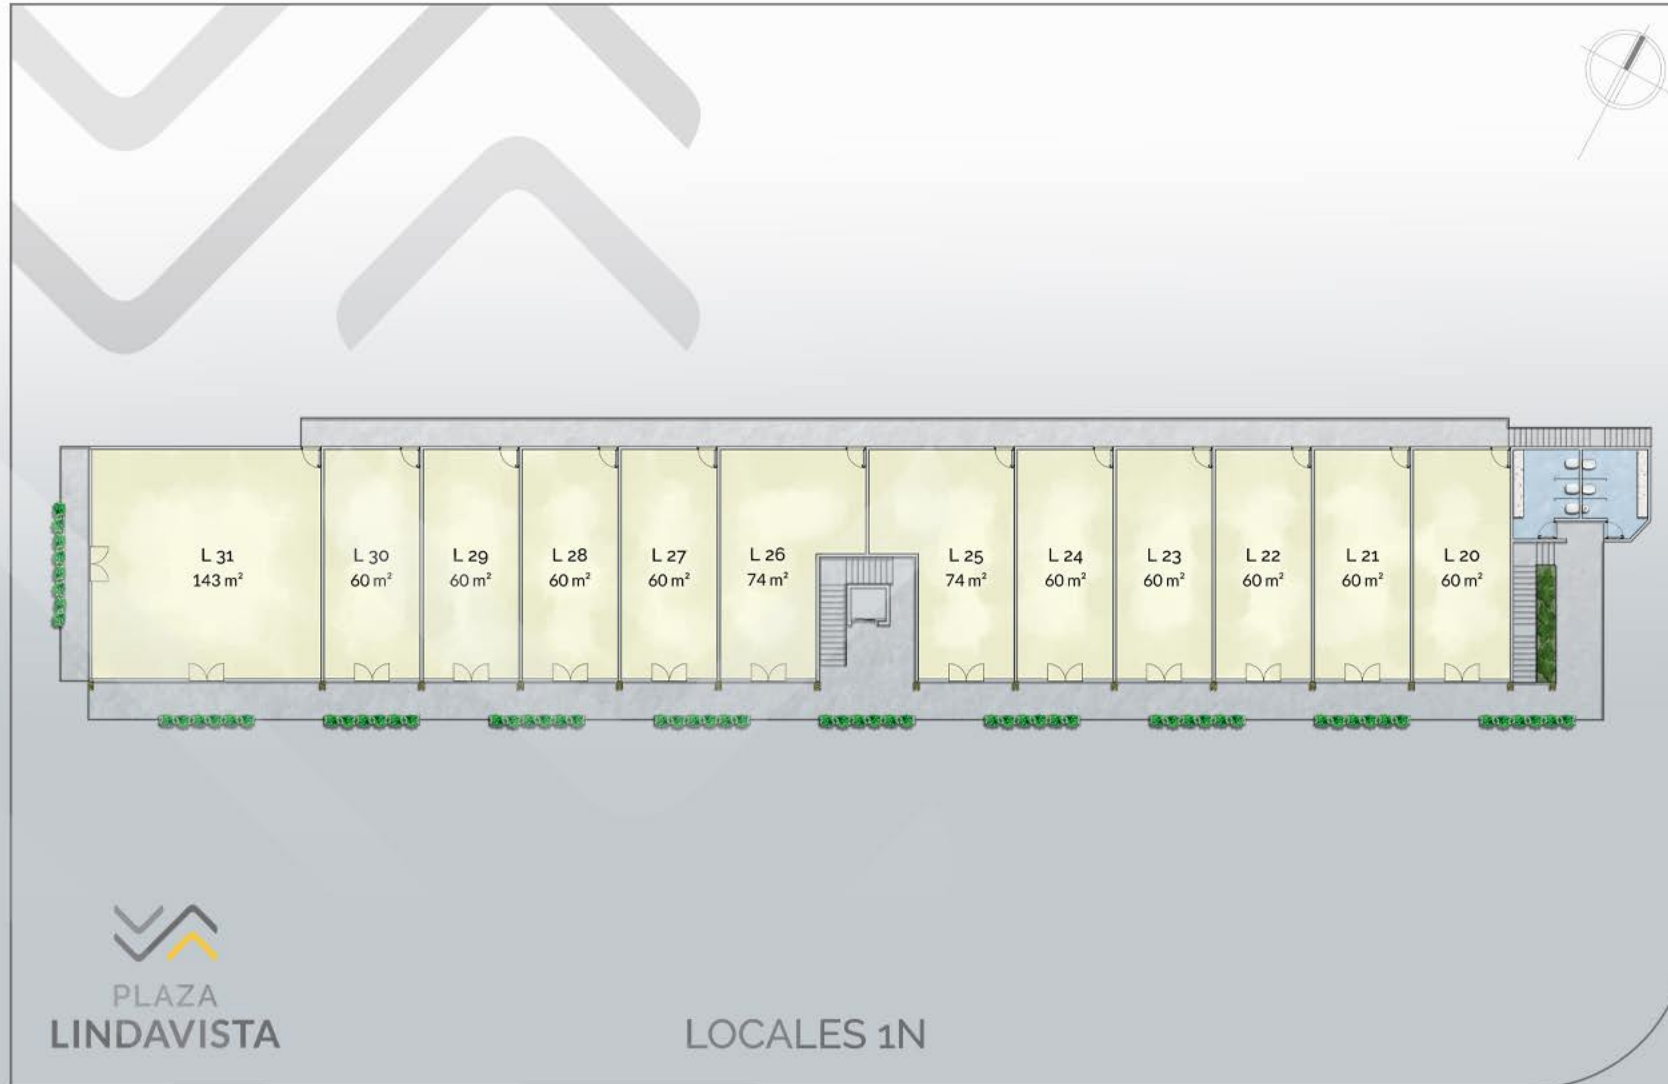 L 31
143 m²
L 30
60 m²
L 29
60 m²
L 28
60 m²
L 27
60 m²
L 26
74 m²
L 25
74 m²
L 24
60 m²
L 23
60 m²
L 22
60 m²
L 21
60 m²
L 20
60 m²
PLAZA
LINDAVISTA
LOCALES 1N